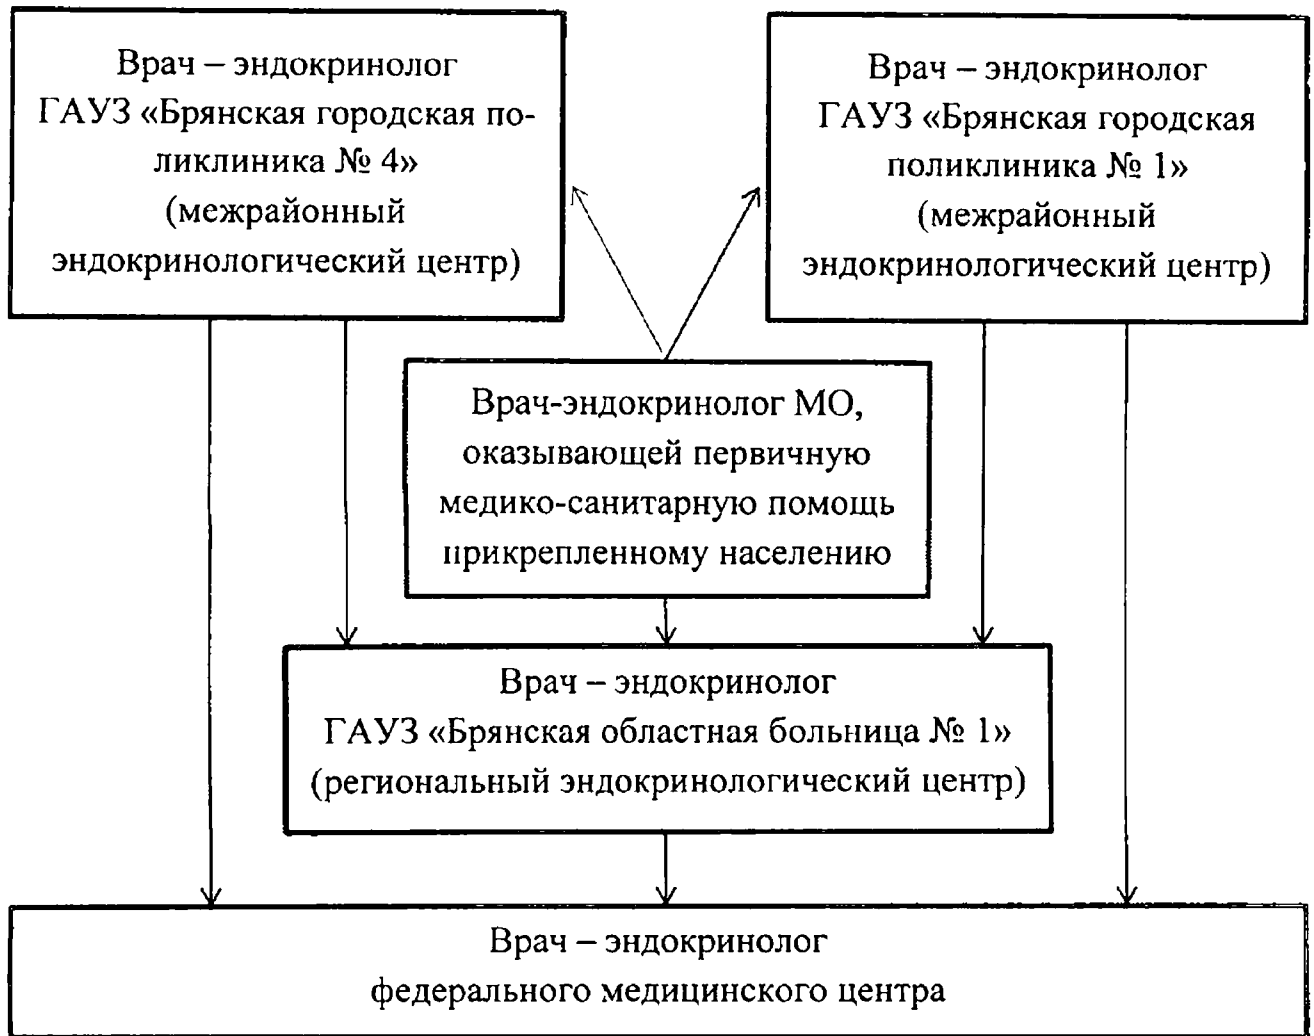 Врач – эндокринолог
ГАУЗ «Брянская городская по-
ликлиника № 4»
(межрайонный
эндокринологический центр)
Врач – эндокринолог
ГАУЗ «Брянская городская
поликлиника № 1»
(межрайонный
эндокринологический центр)
Врач-эндокринолог МО,
оказывающей первичную
медико-санитарную помощь
прикрепленному населению
Врач – эндокринолог
ГАУЗ «Брянская областная больница № 1»
(региональный эндокринологический центр)
Врач – эндокринолог
федерального медицинского центра